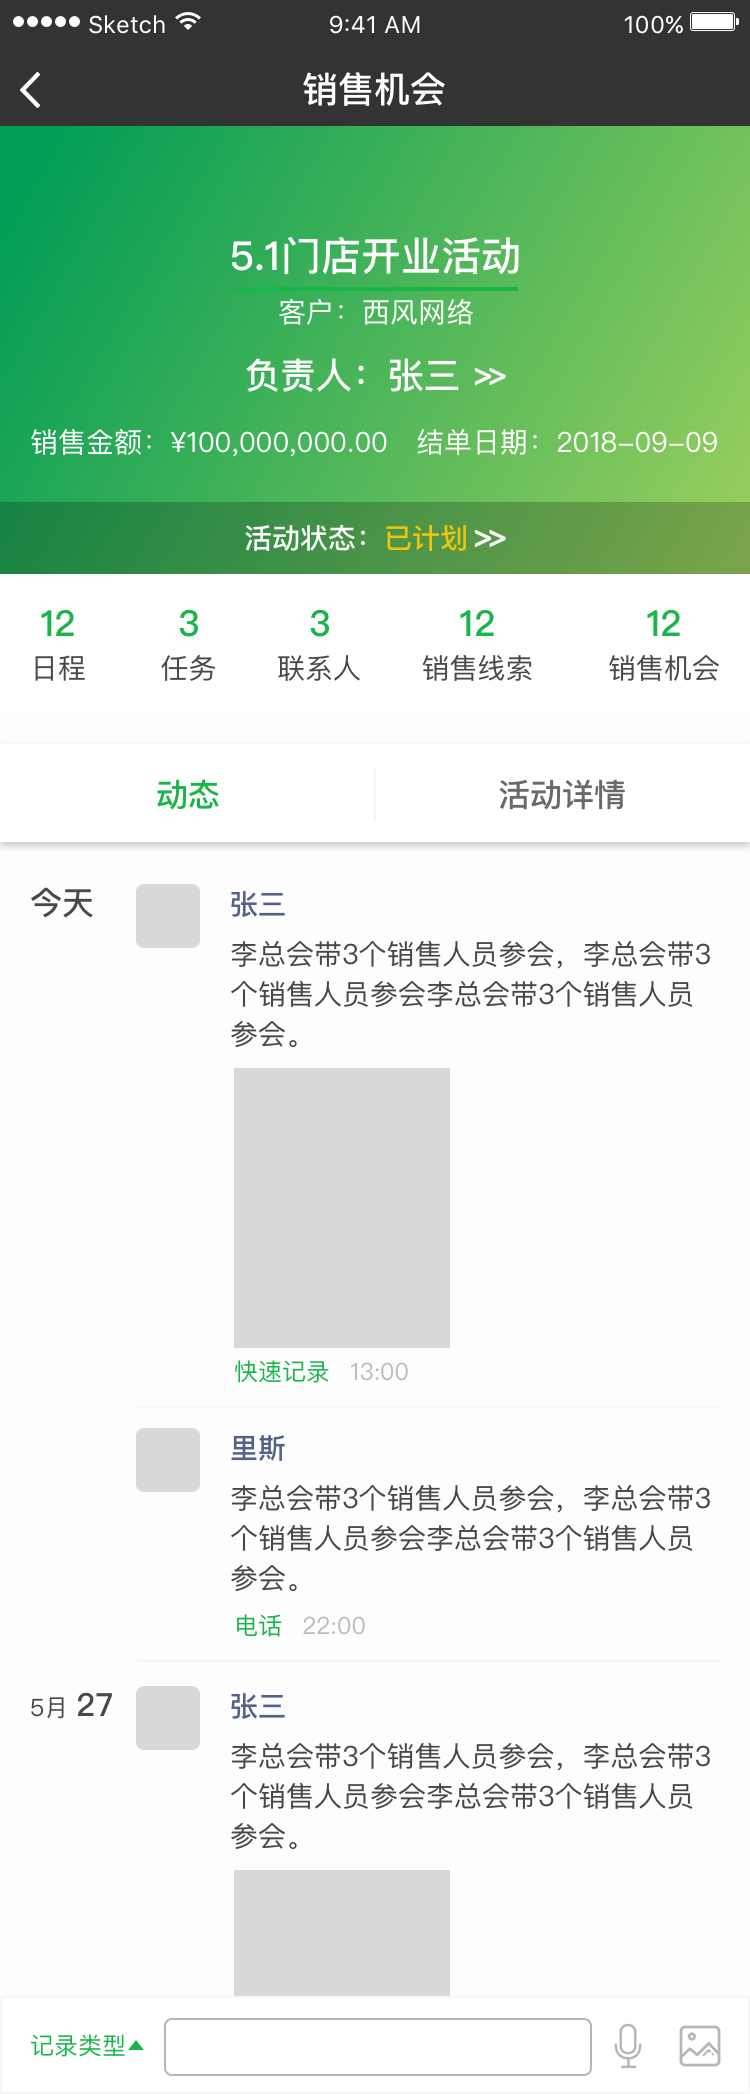 Sketch 9:41 AM 100%
销售机会
5.1门店开业活动
客户：西风网络
负责人：张三 >>
销售金额：¥100,000,000.00 结单日期：2018-09-09
活动状态：已计划 >>
12 3 3 12 12
日程 任务 联系人 销售线索 销售机会
动态 活动详情
今天 张三
李总会带3个销售人员参会，李总会带3
个销售人员参会李总会带3个销售人员
参会。
快速记录 13:00
里斯
李总会带3个销售人员参会，李总会带3
个销售人员参会李总会带3个销售人员
参会。
电话 22:00
5月 27 张三
李总会带3个销售人员参会，李总会带3
个销售人员参会李总会带3个销售人员
参会。
记录类型